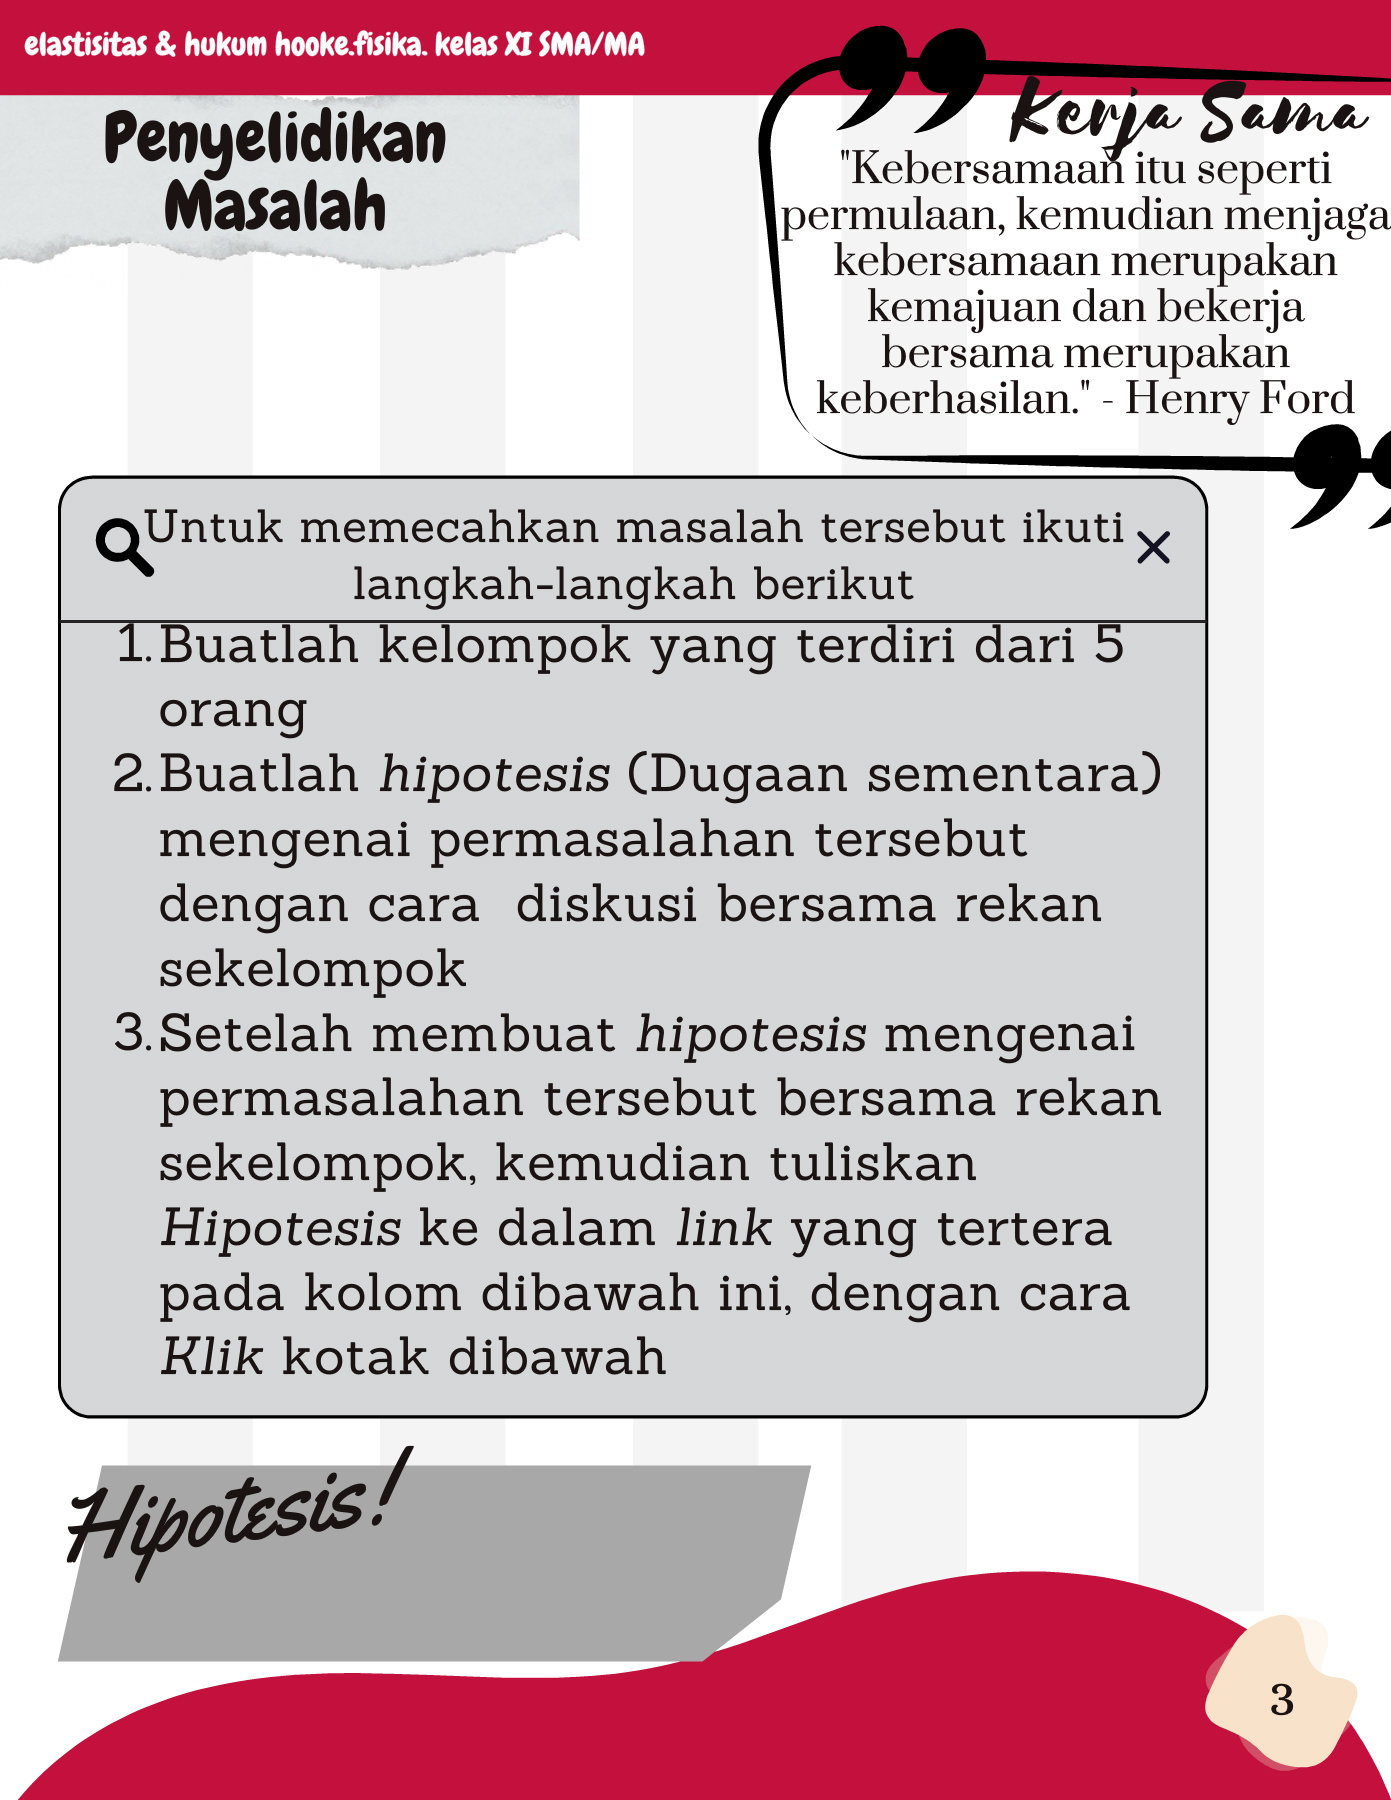 elastisitas & hukum hooke.fisika. kelas XI SMA/MA
Penyelidikan
Masalah
Kerja Sama
"Kebersamaan itu seperti
permulaan, kemudian menjaga
kebersamaan merupakan
kemajuan dan bekerja
bersama merupakan
keberhasilan." - Henry Ford
Untuk memecahkan masalah tersebut ikuti
langkah-langkah berikut
1. Buatlah kelompok yang terdiri dari 5
orang
2. Buatlah hipotesis (Dugaan sementara)
mengenai permasalahan tersebut
dengan cara diskusi bersama rekan
sekelompok
3. Setelah membuat hipotesis mengenai
permasalahan tersebut bersama rekan
sekelompok, kemudian tuliskan
Hipotesis ke dalam link yang tertera
pada kolom dibawah ini, dengan cara
Klik kotak dibawah
Hipotesis!
3